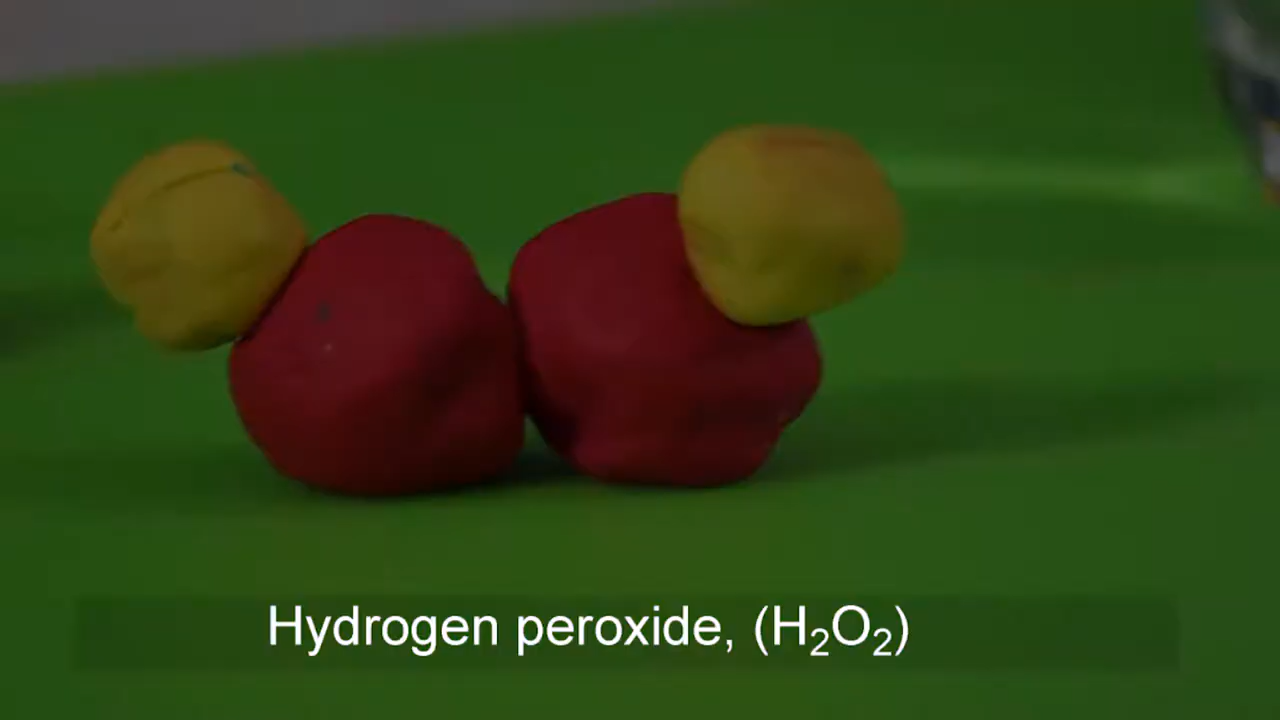 Hydrogen peroxide, (H₂O₂)